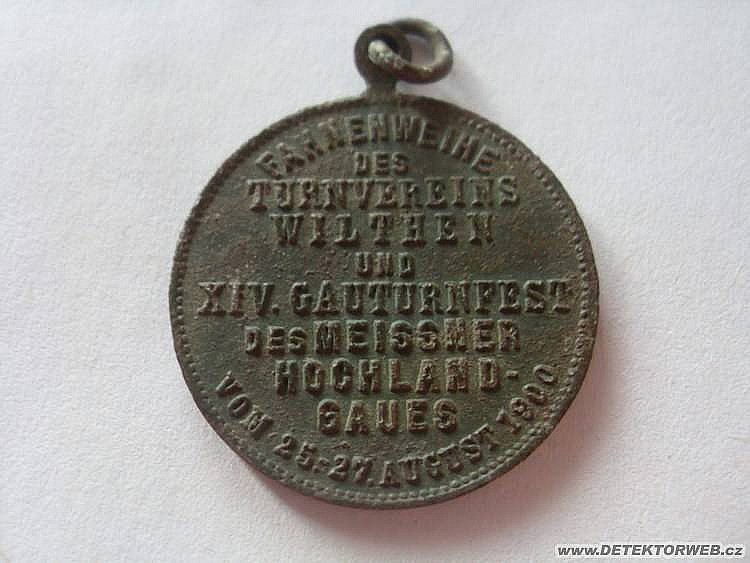 FAHNENWEIHE
DES
TURNVEREINS
WILTHEN
UND
XIV. GAUTURNFEST
DES MEISSNER
HOCHLAND-
GAUES
VOM 25=27. AUGUST 1900
www.DETEKTORWEB.cz